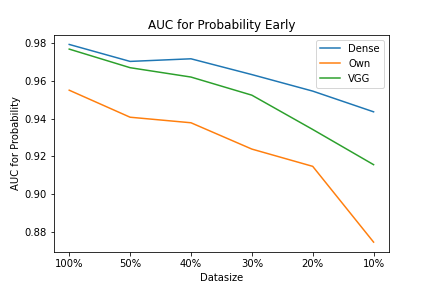 AUC for Probability Early
Dense
Own
VGG
AUC for Probability
0.98
0.96
0.94
0.92
0.90
0.88
100%
50%
40%
30%
20%
10%
Datasize